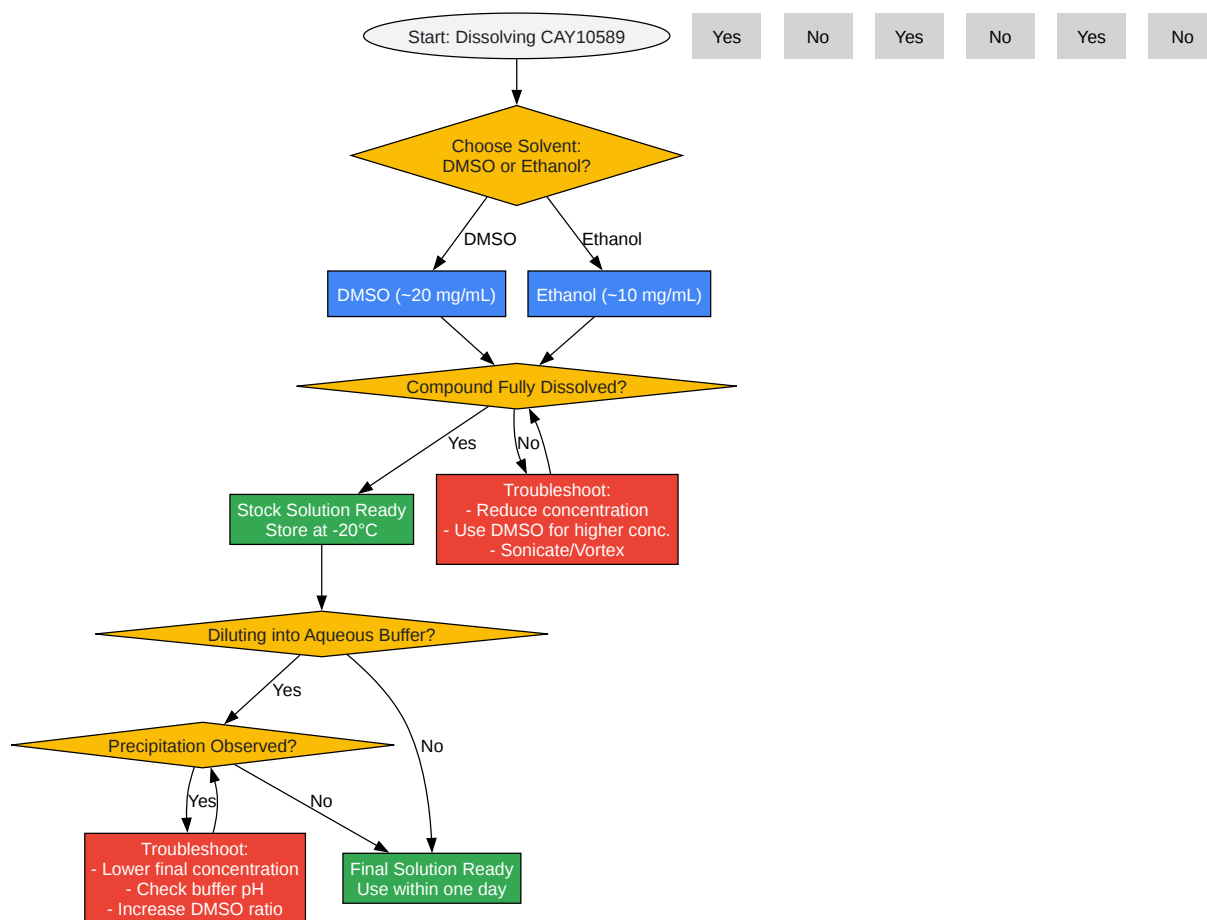 Start: Dissolving CAY10589
Yes
No
Yes
No
Yes
No
Choose Solvent:
DMSO or Ethanol?
DMSO
Ethanol
DMSO (~20 mg/mL)
Ethanol (~10 mg/mL)
Compound Fully Dissolved?
Yes
No
Troubleshoot:
- Reduce concentration
- Use DMSO for higher conc.
- Sonicate/Vortex
Stock Solution Ready
Store at -20°C
Diluting into Aqueous Buffer?
Yes
No
Precipitation Observed?
Yes
No
Troubleshoot:
- Lower final concentration
- Check buffer pH
- Increase DMSO ratio
Final Solution Ready
Use within one day